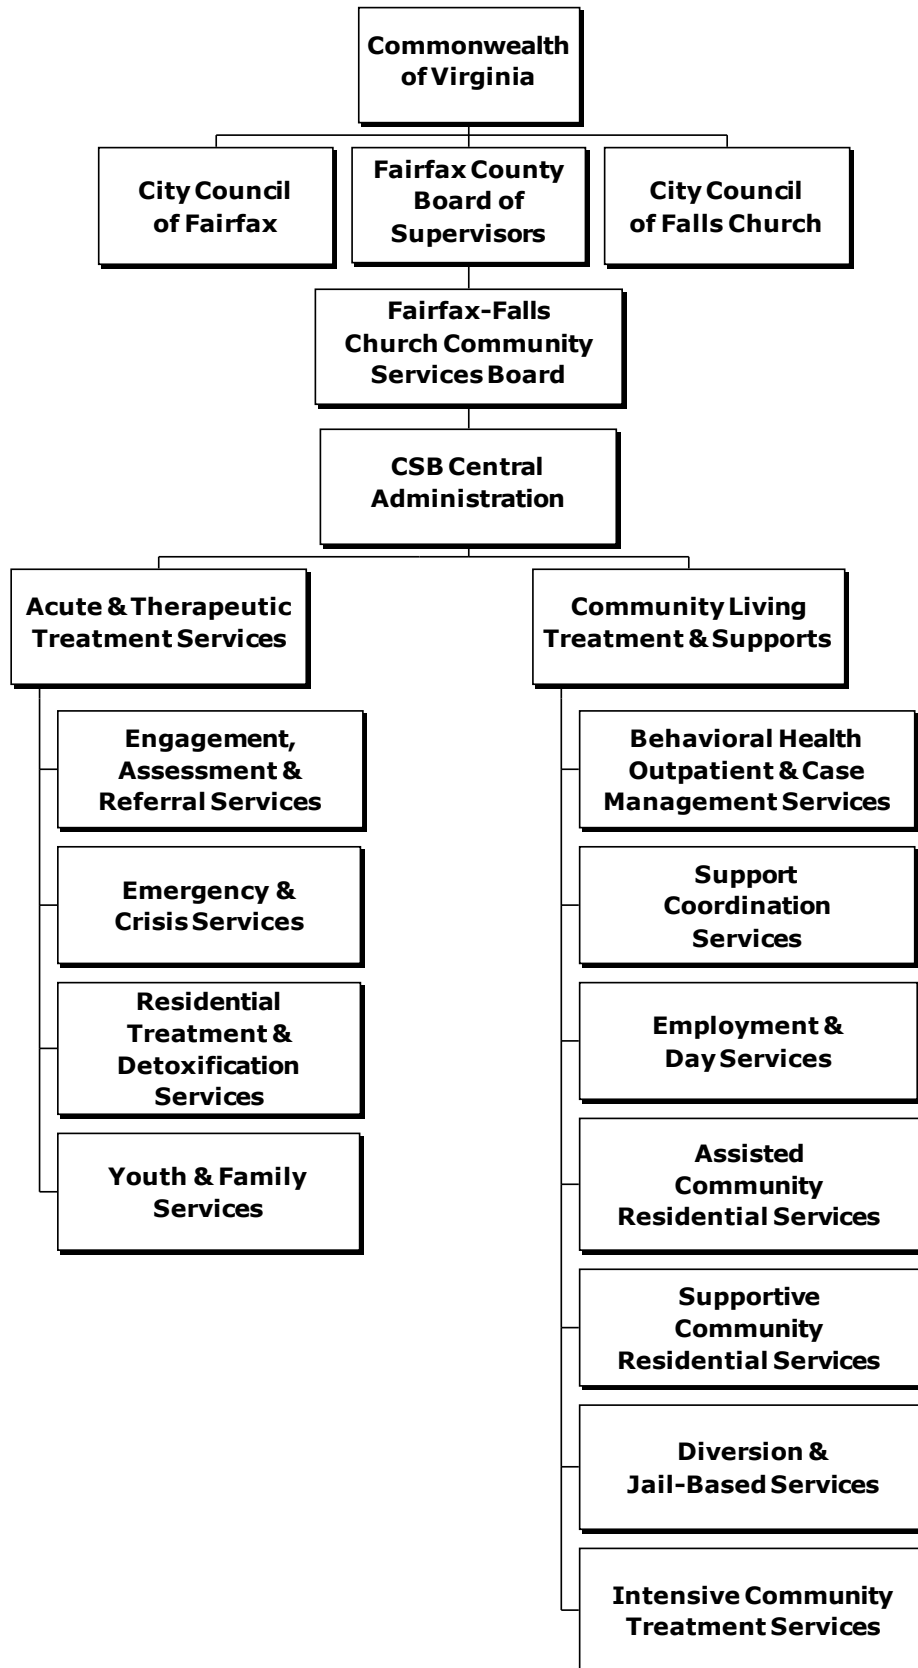 Commonwealth
of Virginia
City Council
of Fairfax
Fairfax County
Board of
Supervisors
City Council
of Falls Church
Fairfax-Falls
Church Community
Services Board
CSB Central
Administration
Acute & Therapeutic
Treatment Services
Engagement,
Assessment &
Referral Services
Emergency &
Crisis Services
Residential
Treatment &
Detoxification
Services
Youth & Family
Services
Community Living
Treatment & Supports
Behavioral Health
Outpatient & Case
Management Services
Support
Coordination
Services
Employment &
Day Services
Assisted
Community
Residential Services
Supportive
Community
Residential Services
Diversion &
Jail-Based Services
Intensive Community
Treatment Services